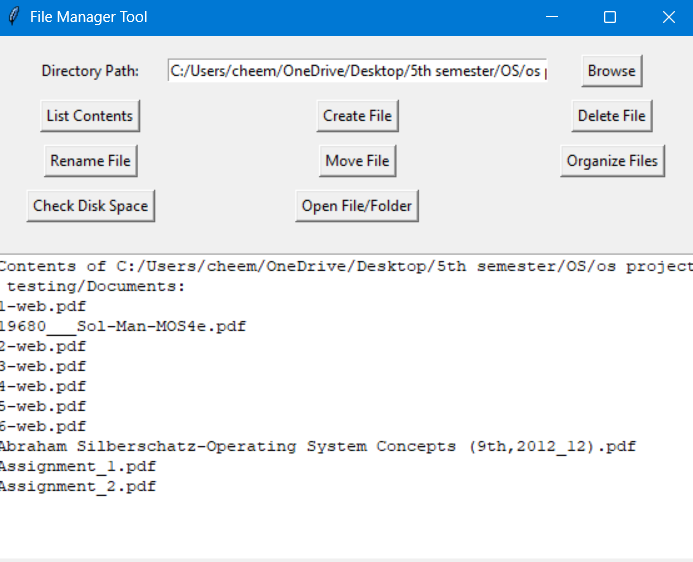 File Manager Tool
Directory Path: C:/Users/cheem/OneDrive/Desktop/5th semester/OS/os p Browse
List Contents Create File Delete File
Rename File Move File Organize Files
Check Disk Space Open File/Folder
Contents of C:/Users/cheem/OneDrive/Desktop/5th semester/OS/os project
testing/Documents:
1-web.pdf
19680___Sol-Man-MOS4e.pdf
2-web.pdf
3-web.pdf
4-web.pdf
5-web.pdf
6-web.pdf
Abraham Silberschatz-Operating System Concepts (9th,2012_12).pdf
Assignment_1.pdf
Assignment_2.pdf